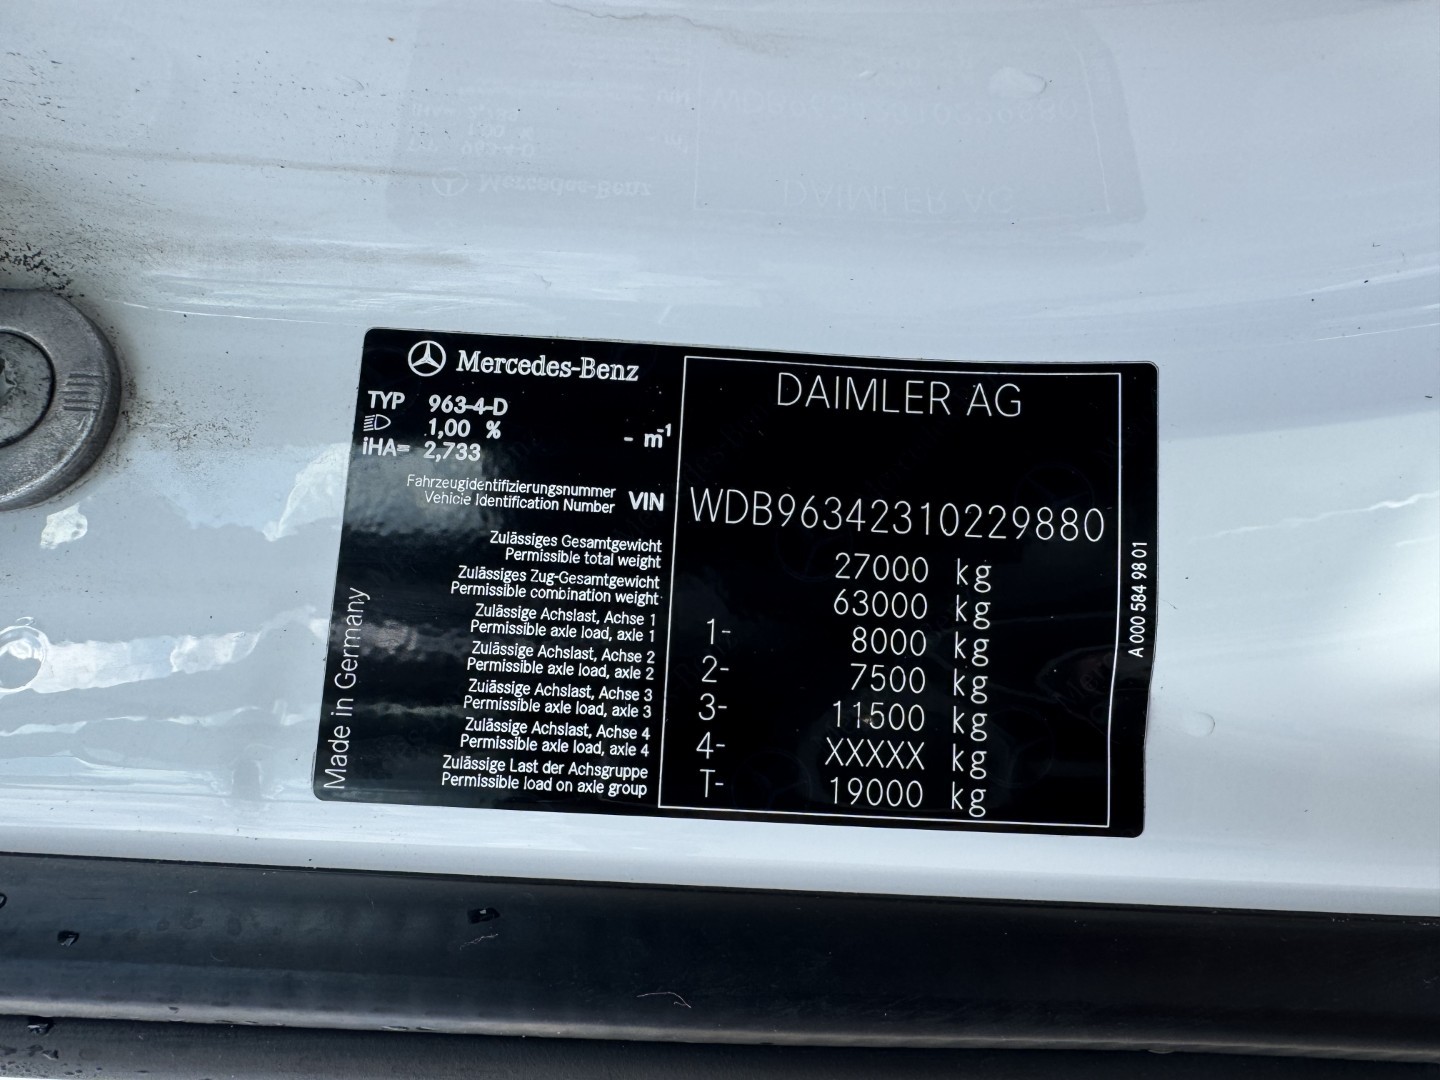 Mercedes-Benz
TYP 963-4-D
1,00 % - m⁻¹
iHA= 2,733
DAIMLER AG
Fahrzeugidentifizierungsnummer
Vehicle Identification Number VIN WDB96342310229880
Zulässiges Gesamtgewicht
Permissible total weight 27000 kg
Zulässiges Zug-Gesamtgewicht
Permissible combination weight 63000 kg
Zulässige Achslast, Achse 1
Permissible axle load, axle 1 1- 8000 kg
Zulässige Achslast, Achse 2
Permissible axle load, axle 2 2- 7500 kg
Zulässige Achslast, Achse 3
Permissible axle load, axle 3 3- 11500 kg
Zulässige Achslast, Achse 4
Permissible axle load, axle 4 4- XXXXX kg
Zulässige Last der Achsgruppe
Permissible load on axle group T- 19000 kg
Made in Germany
A 000 584 98 01